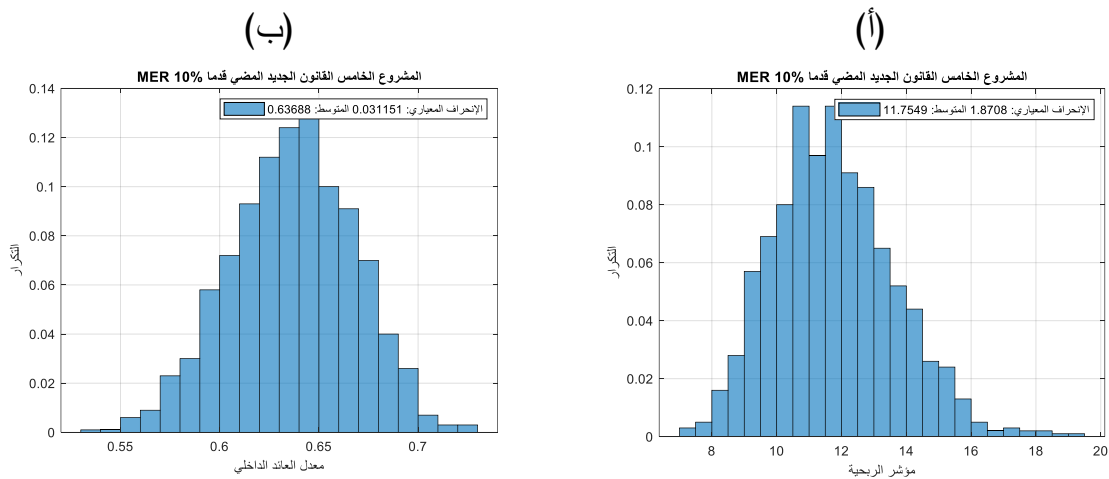 (أ)
المشروع الخامس القانون الجديد المضي قدما MER 10%
الإنحراف المعياري: 1.8708 المتوسط: 11.7549
0.12
0.1
0.08
0.06
0.04
0.02
0
التكرار
8
10
12
14
16
18
20
مؤشر الربحية
(ب)
المشروع الخامس القانون الجديد المضي قدما MER 10%
الإنحراف المعياري: 0.031151 المتوسط: 0.63688
0.14
0.12
0.1
0.08
0.06
0.04
0.02
0
التكرار
0.55
0.6
0.65
0.7
معدل العائد الداخلي